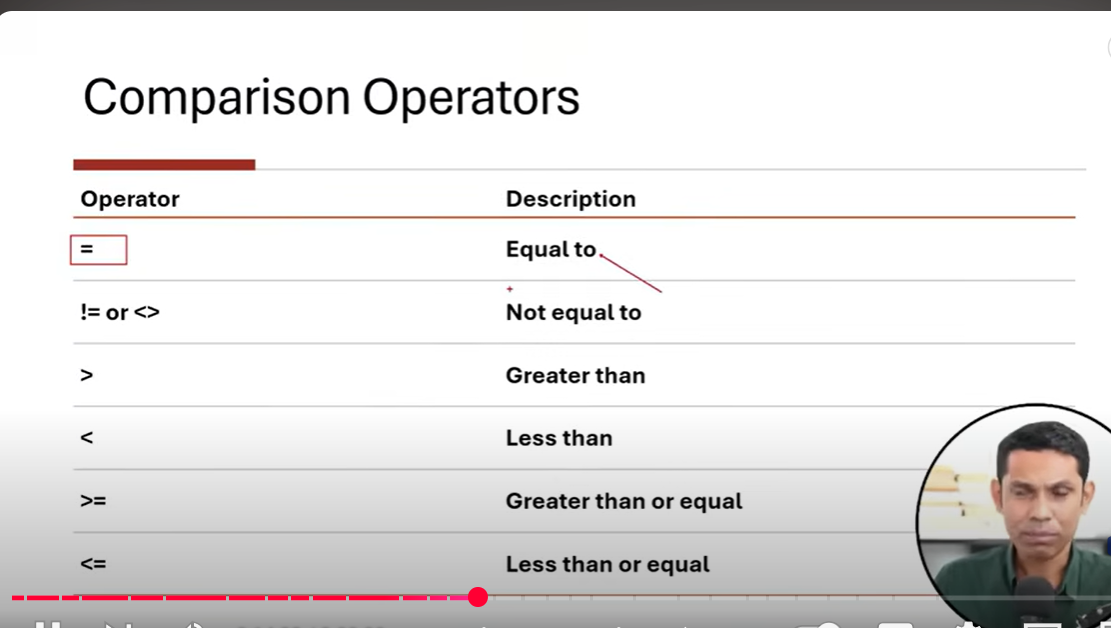 Comparison Operators
Operator Description
= Equal to
!= or <> Not equal to
> Greater than
< Less than
>= Greater than or equal
<= Less than or equal